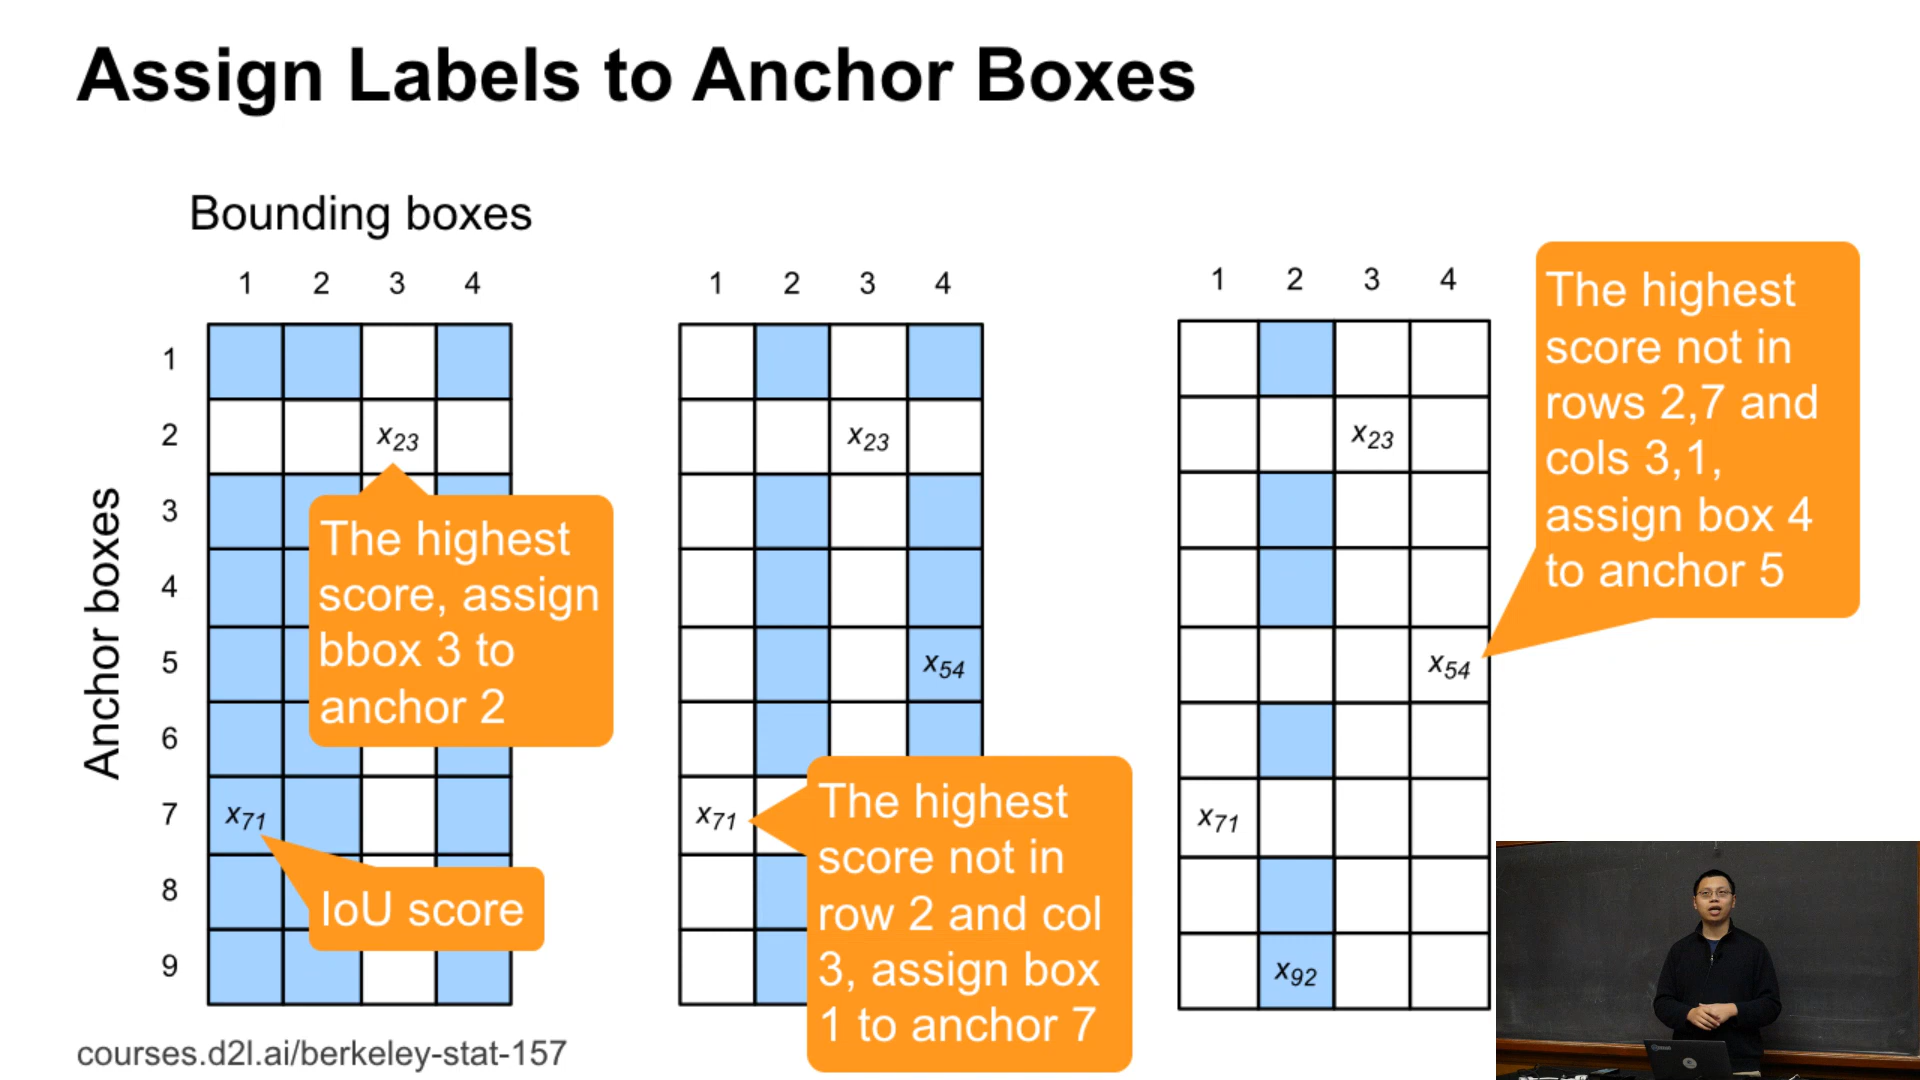 Assign Labels to Anchor Boxes
Bounding boxes
1 2 3 4
1 2 3 4
1 2 3 4
Anchor boxes
1
2
3
4
5
6
7
8
9
x23
x71
The highest
score, assign
bbox 3 to
anchor 2
IoU score
x23
x54
x71
The highest
score not in
row 2 and col
3, assign box
1 to anchor 7
x23
x54
x71
x92
The highest
score not in
rows 2,7 and
cols 3,1,
assign box 4
to anchor 5
courses.d2l.ai/berkeley-stat-157